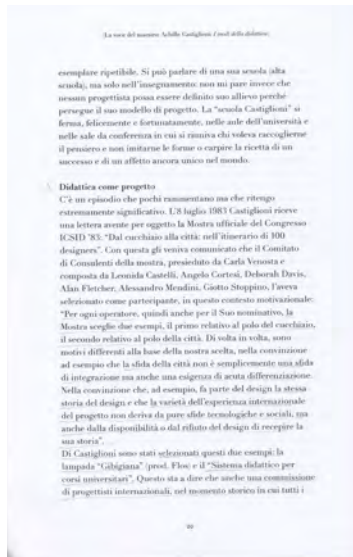 (La voce del maestro Achille Castiglioni I modi della didattica)
esemplare ripetibile. Si può parlare di una sua scuola (alta
scuola), ma solo nell'insegnamento: non mi pare invece che
nessun progettista possa essere definito suo allievo perché
persegue il suo modello di progetto. La "scuola Castiglioni" si
ferma, felicemente e fortunatamente, nelle aule dell'università e
nelle sale da conferenza in cui si riuniva chi voleva raccoglierne
il pensiero e non imitarne le forme o carpire la ricetta di un
successo e di un affetto ancora unico nel mondo.
Didattica come progetto
C'è un episodio che pochi rammentano ma che ritengo
estremamente significativo. L'8 luglio 1983 Castiglioni riceve
una lettera avente per oggetto la Mostra ufficiale del Congresso
ICSID '83: "Dal cucchiaio alla città: nell'itinerario di 100
designers". Con questa gli veniva comunicato che il Comitato
di Consulenti della mostra, presieduto da Carla Venosta e
composta da Leonida Castelli, Angelo Cortesi, Deborah Davis,
Alan Fletcher, Alessandro Mendini, Giotto Stoppino, l'aveva
selezionato come partecipante, in questo contesto motivazionale:
"Per ogni operatore, quindi anche per il Suo nominativo, la
Mostra sceglie due esempi, il primo relativo al polo del cucchiaio,
il secondo relativo al polo della città. Di volta in volta, sono
motivi differenti alla base della nostra scelta, nella convinzione
ad esempio che la sfida della città non è semplicemente una sfida
di integrazione ma anche una esigenza di acuta differenziazione.
Nella convinzione che, ad esempio, fa parte del design la stessa
storia del design e che la varietà dell'esperienza internazionale
del progetto non deriva da pure sfide tecnologiche e sociali, ma
anche dalla disponibilità o dal rifiuto del design di recepire la
sua storia".
Di Castiglioni sono stati selezionati questi due esempi: la
lampada "Gibigiana" (prod. Flos) e il "Sistema didattico per
corsi universitari". Questo sta a dire che anche una commissione
di progettisti internazionali, nel momento storico in cui tutti i